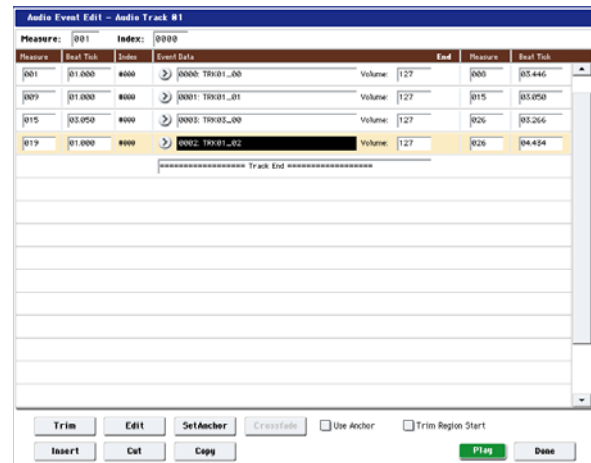 Audio Event Edit – Audio Track #1
Measure: 001 Index: 0000
Measure Beat Tick Index Event Data End Measure Beat Tick
001 01.000 #000 0000: TRK01_00 Volume: 127 008 03.446
009 01.000 #000 0001: TRK01_01 Volume: 127 015 03.050
015 03.050 #000 0003: TRK03_00 Volume: 127 026 03.266
019 01.000 #000 0002: TRK01_02 Volume: 127 026 04.434
================== Track End ==================
Trim Edit SetAnchor Crossfade Use Anchor Trim Region Start
Insert Cut Copy Play Done